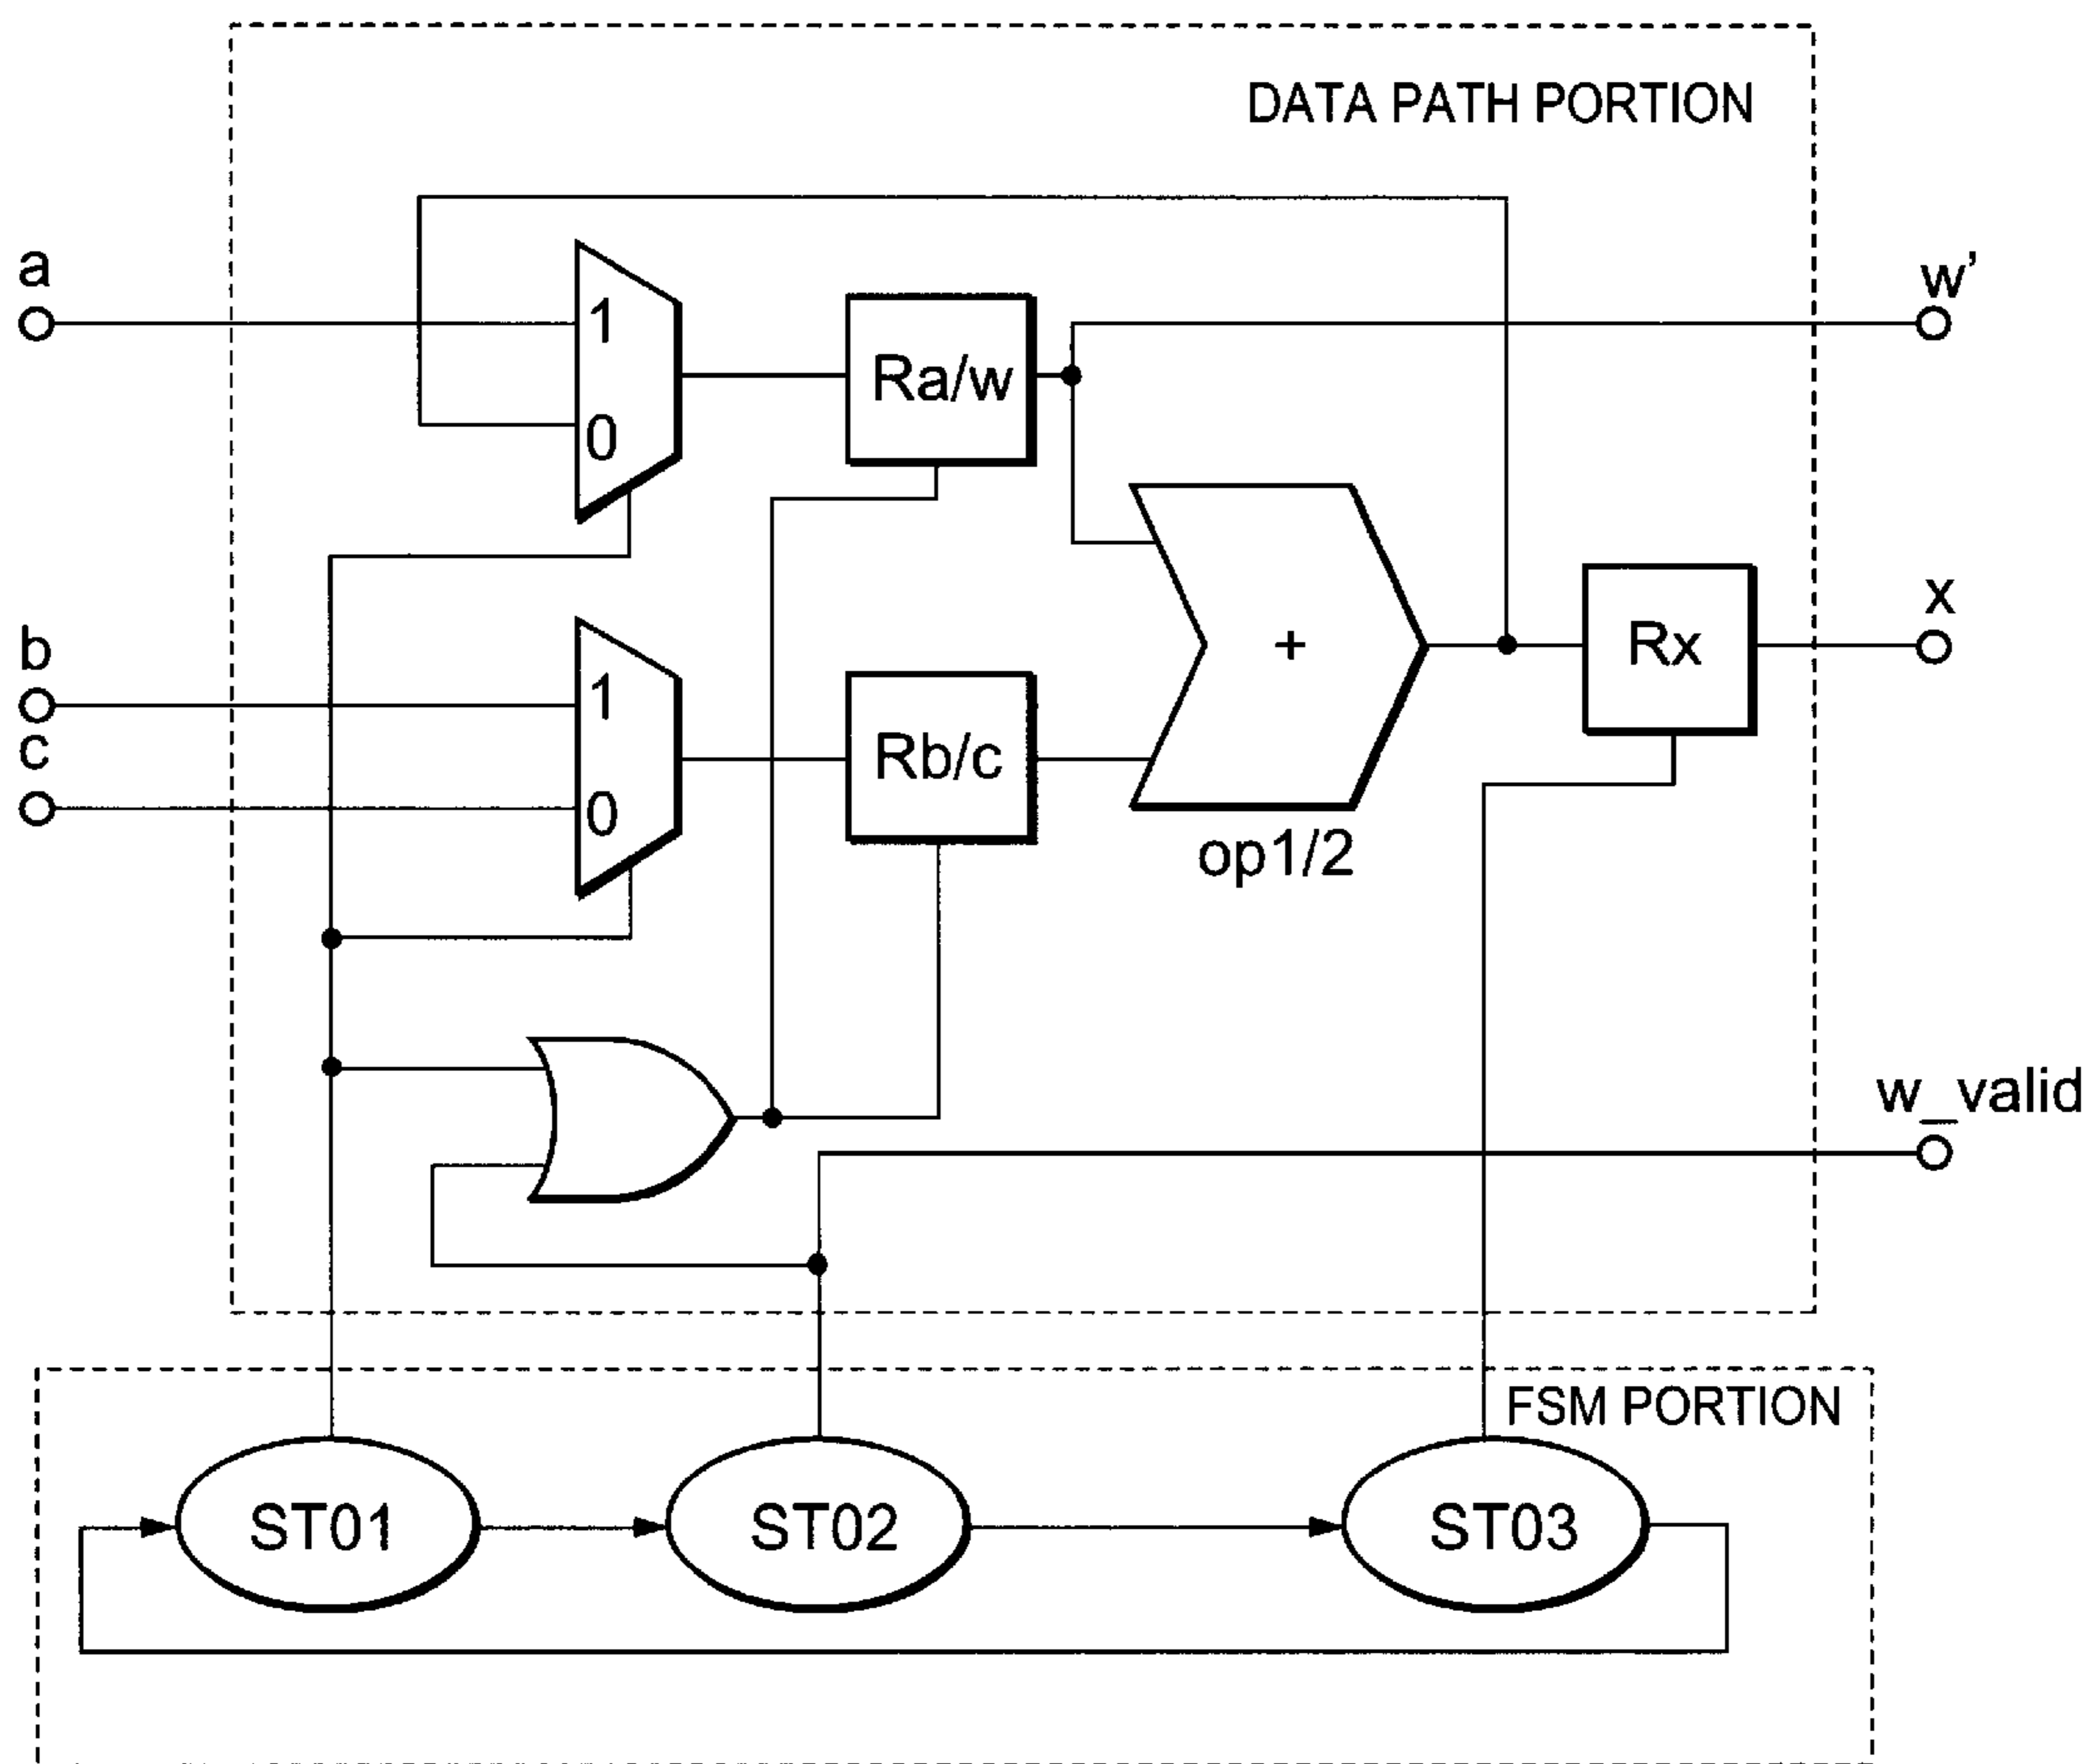 DATA PATH PORTION
a
1
0
Ra/w
w'
b
c
1
0
Rb/c
+
op1/2
Rx
x
w_valid
FSM PORTION
ST01
ST02
ST03